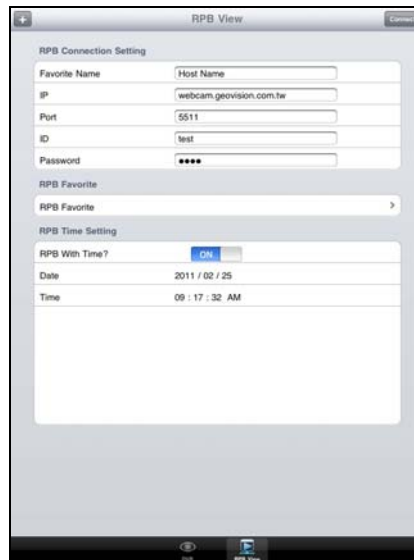 + RPB View Connect
RPB Connection Setting
Favorite Name Host Name
IP webcam.geovision.com.tw
Port 5511
ID test
Password ●●●●
RPB Favorite
RPB Favorite >
RPB Time Setting
RPB With Time? ON
Date 2011 / 02 / 25
Time 09 : 17 : 32 AM
RPB View